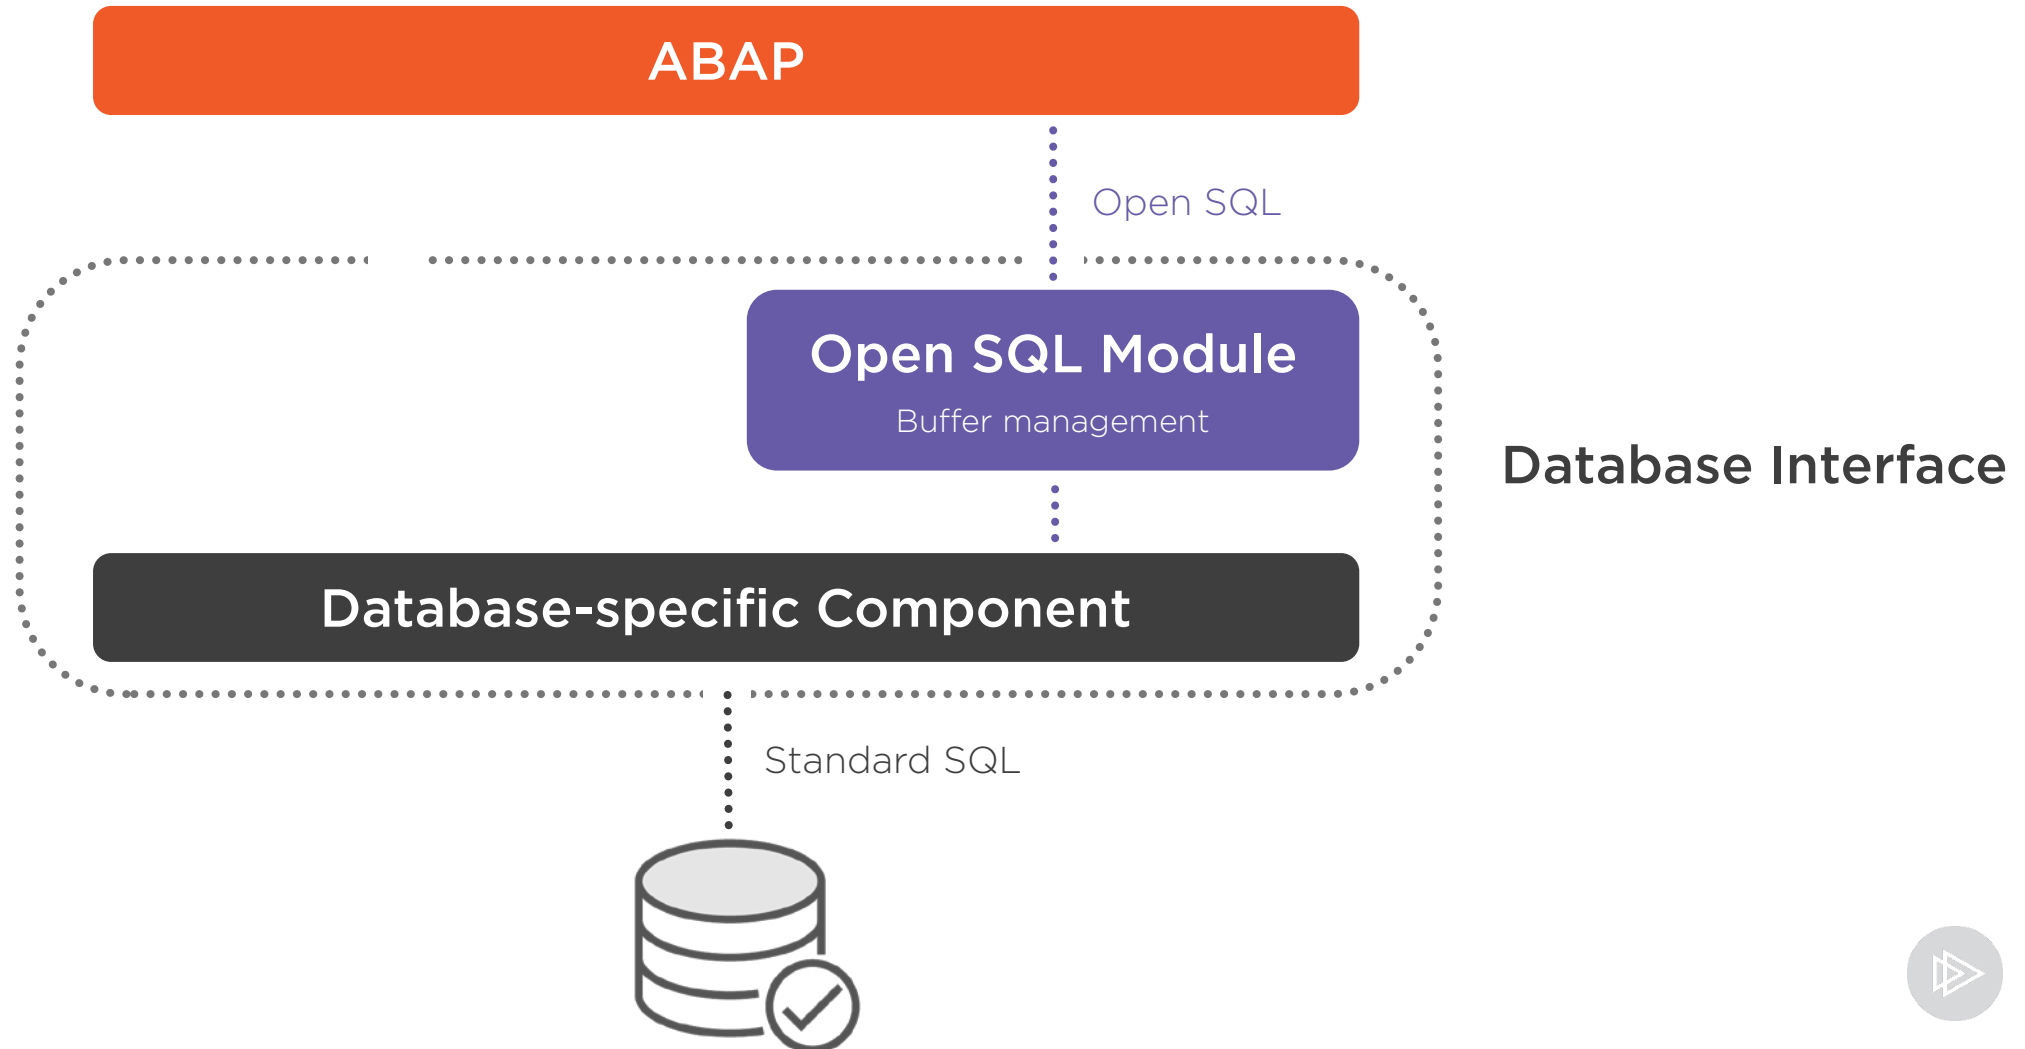 ABAP
Open SQL
Open SQL Module
Buffer management
Database Interface
Database-specific Component
Standard SQL